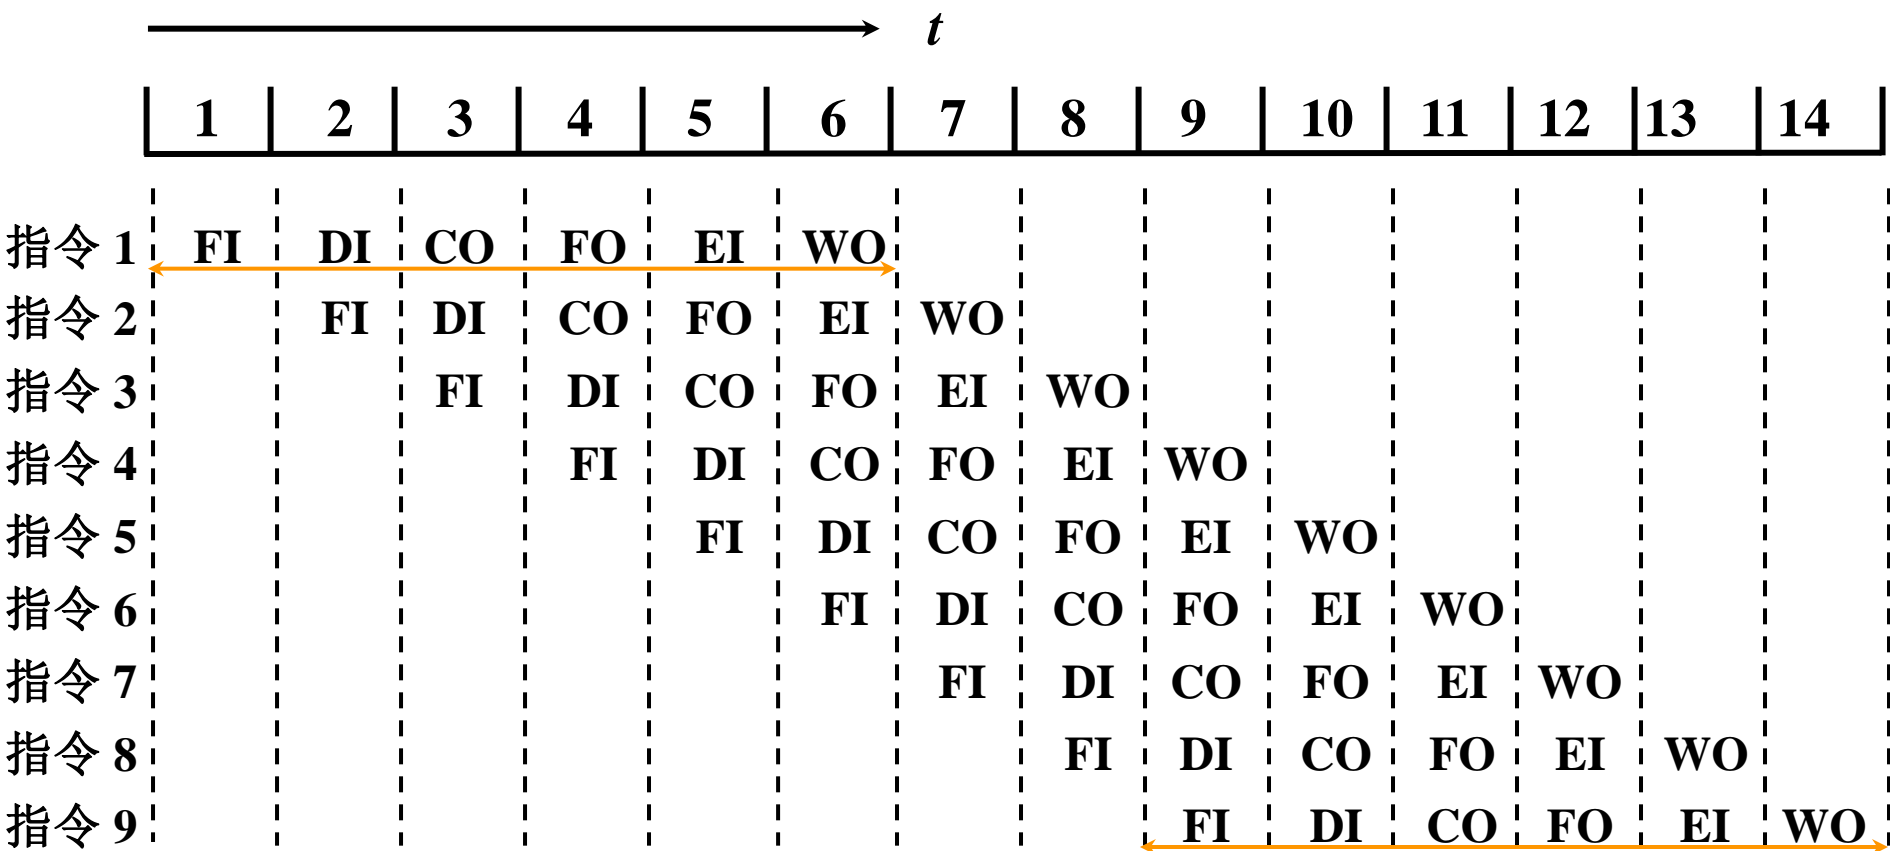 t
1 2 3 4 5 6 7 8 9 10 11 12 13 14
指令 1 FI DI CO FO EI WO
指令 2 FI DI CO FO EI WO
指令 3 FI DI CO FO EI WO
指令 4 FI DI CO FO EI WO
指令 5 FI DI CO FO EI WO
指令 6 FI DI CO FO EI WO
指令 7 FI DI CO FO EI WO
指令 8 FI DI CO FO EI WO
指令 9 FI DI CO FO EI WO